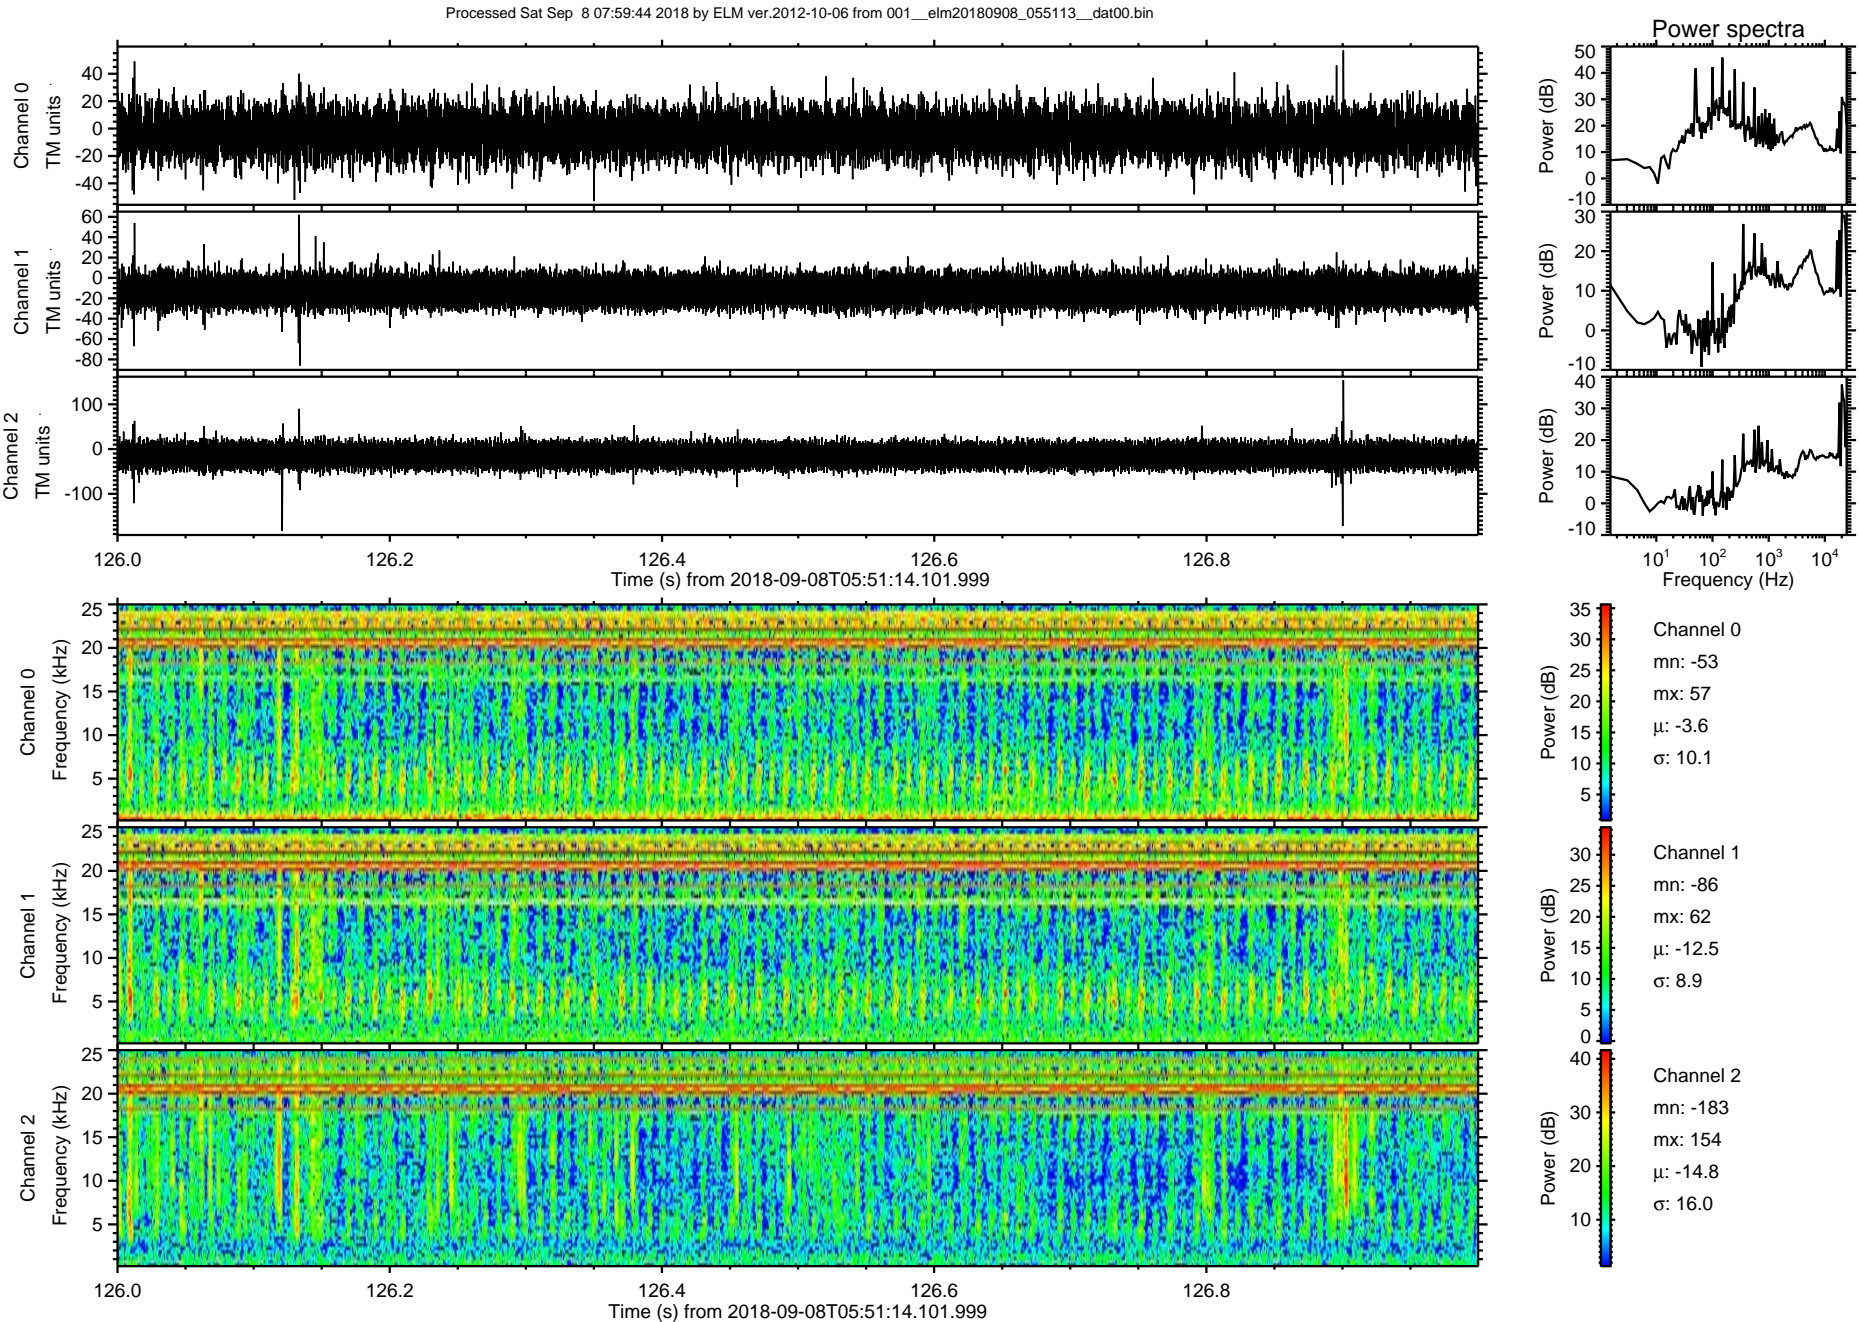 Processed Sat Sep  8 07:59:44 2018 by ELM ver.2012-10-06 from 001__elm20180908_055113__dat00.bin
Power spectra
Channel 0
TM units
40
20
0
-20
-40
Power (dB)
50
40
30
20
10
0
-10
Channel 1
TM units
60
40
20
0
-20
-40
-60
-80
Power (dB)
30
20
10
0
-10
Channel 2
TM units
100
0
-100
Power (dB)
40
30
20
10
0
-10
126.0 126.2 126.4 126.6 126.8
Time (s) from 2018-09-08T05:51:14.101.999
10¹ 10² 10³ 10⁴
Frequency (Hz)
Channel 0
Frequency (kHz)
25
20
15
10
5
Power (dB)
35
30
25
20
15
10
5
Channel 0
mn: -53
mx: 57
μ: -3.6
σ: 10.1
Channel 1
Frequency (kHz)
25
20
15
10
5
Power (dB)
30
25
20
15
10
5
0
Channel 1
mn: -86
mx: 62
μ: -12.5
σ: 8.9
Channel 2
Frequency (kHz)
25
20
15
10
5
Power (dB)
40
30
20
10
Channel 2
mn: -183
mx: 154
μ: -14.8
σ: 16.0
126.0 126.2 126.4 126.6 126.8
Time (s) from 2018-09-08T05:51:14.101.999